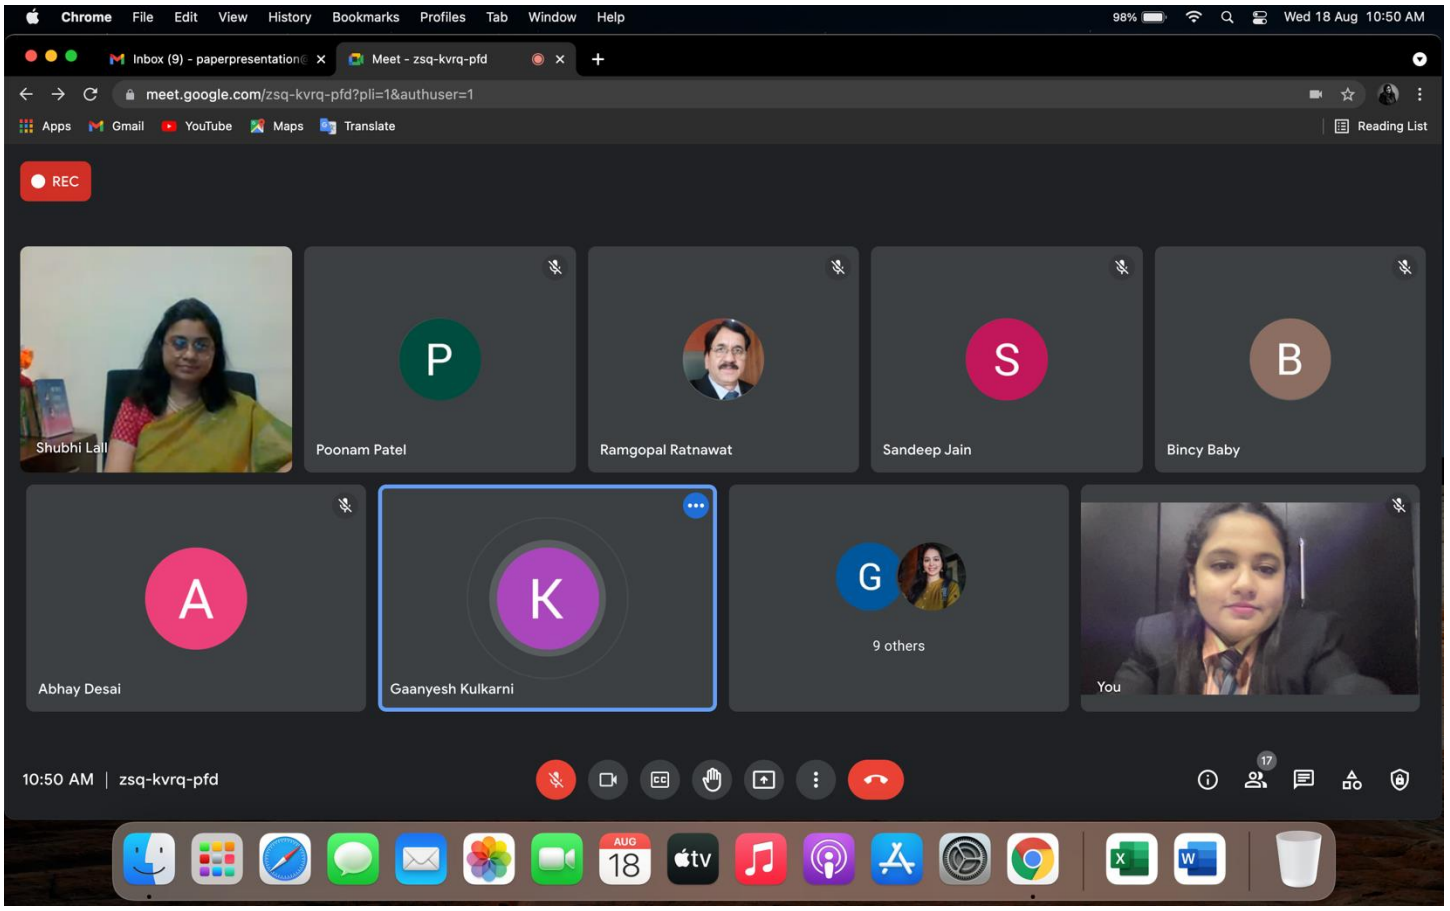 Chrome File Edit View History Bookmarks Profiles Tab Window Help 98% Wed 18 Aug 10:50 AM
Inbox (9) - paperpresentation@ Meet - zsq-kvrq-pfd
meet.google.com/zsq-kvrq-pfd?pli=1&authuser=1
Apps Gmail YouTube Maps Translate Reading List
REC
P S B
Shubhi Lall Poonam Patel Ramgopal Ratnawat Sandeep Jain Bincy Baby
A K G
9 others
Abhay Desai Gaanyesh Kulkarni You
17
10:50 AM | zsq-kvrq-pfd CC
AUG
18 tv X W